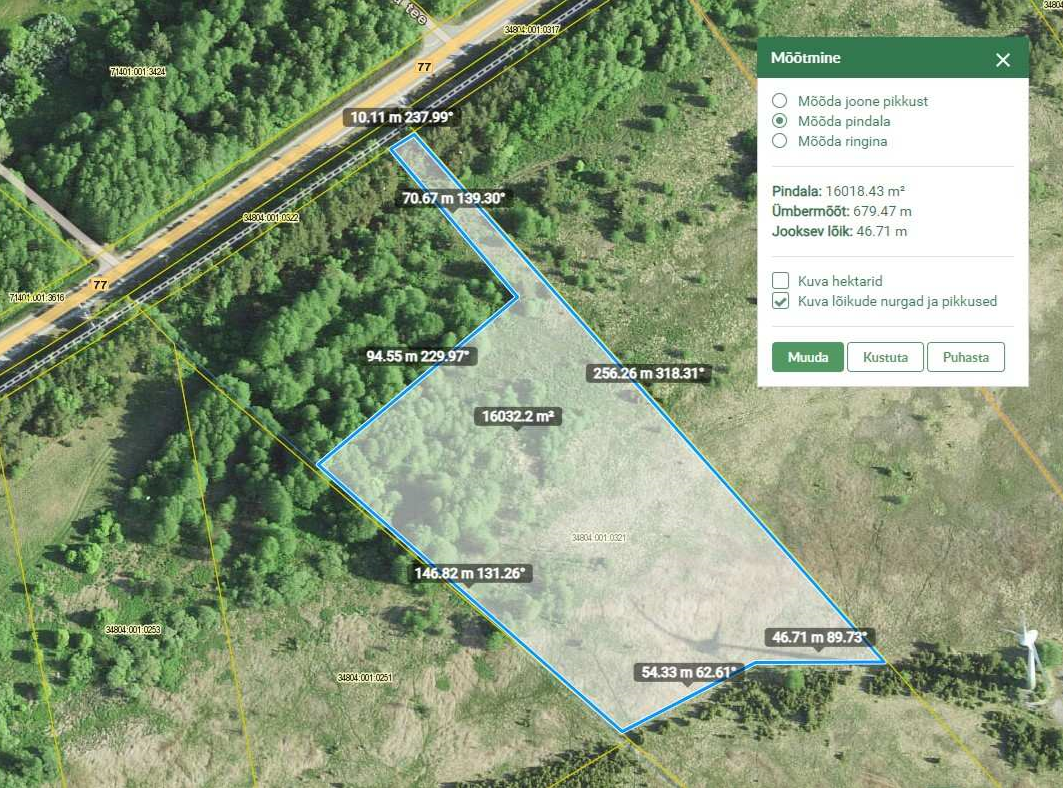 tee
34804:001:0317
77
71401:001:3424
10.11 m 237.99°
70.67 m 139.30°
34804:001:0322
77
71401:001:3616
94.55 m 229.97°
256.26 m 318.31°
16032.2 m²
34804:001:0321
146.82 m 131.26°
34804:001:0253
46.71 m 89.73°
54.33 m 62.61°
34804:001:0251
Mõõtmine
Mõõda joone pikkust
Mõõda pindala
Mõõda ringina
Pindala: 16018.43 m²
Ümbermõõt: 679.47 m
Jooksev lõik: 46.71 m
Kuva hektarid
Kuva lõikude nurgad ja pikkused
Muuda
Kustuta
Puhasta